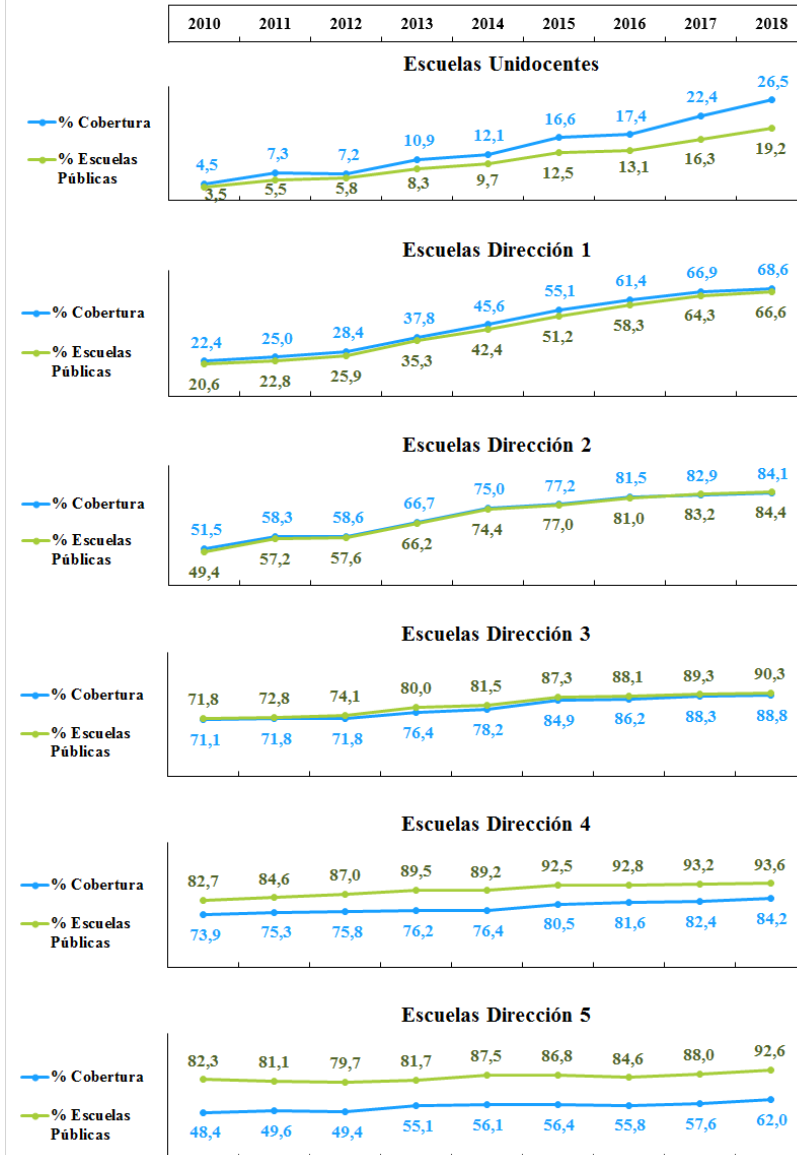 2010 2011 2012 2013 2014 2015 2016 2017 2018
Escuelas Unidocentes
% Cobertura
% Escuelas
Públicas
4,5 7,3 7,2 10,9 12,1 16,6 17,4 22,4 26,5
3,5 5,5 5,8 8,3 9,7 12,5 13,1 16,3 19,2
Escuelas Dirección 1
% Cobertura
% Escuelas
Públicas
22,4 25,0 28,4 37,8 45,6 55,1 61,4 66,9 68,6
20,6 22,8 25,9 35,3 42,4 51,2 58,3 64,3 66,6
Escuelas Dirección 2
% Cobertura
% Escuelas
Públicas
51,5 58,3 58,6 66,7 75,0 77,2 81,5 82,9 84,1
49,4 57,2 57,6 66,2 74,4 77,0 81,0 83,2 84,4
Escuelas Dirección 3
% Cobertura
% Escuelas
Públicas
71,8 72,8 74,1 80,0 81,5 87,3 88,1 89,3 90,3
71,1 71,8 71,8 76,4 78,2 84,9 86,2 88,3 88,8
Escuelas Dirección 4
% Cobertura
% Escuelas
Públicas
82,7 84,6 87,0 89,5 89,2 92,5 92,8 93,2 93,6
73,9 75,3 75,8 76,2 76,4 80,5 81,6 82,4 84,2
Escuelas Dirección 5
% Cobertura
% Escuelas
Públicas
82,3 81,1 79,7 81,7 87,5 86,8 84,6 88,0 92,6
48,4 49,6 49,4 55,1 56,1 56,4 55,8 57,6 62,0